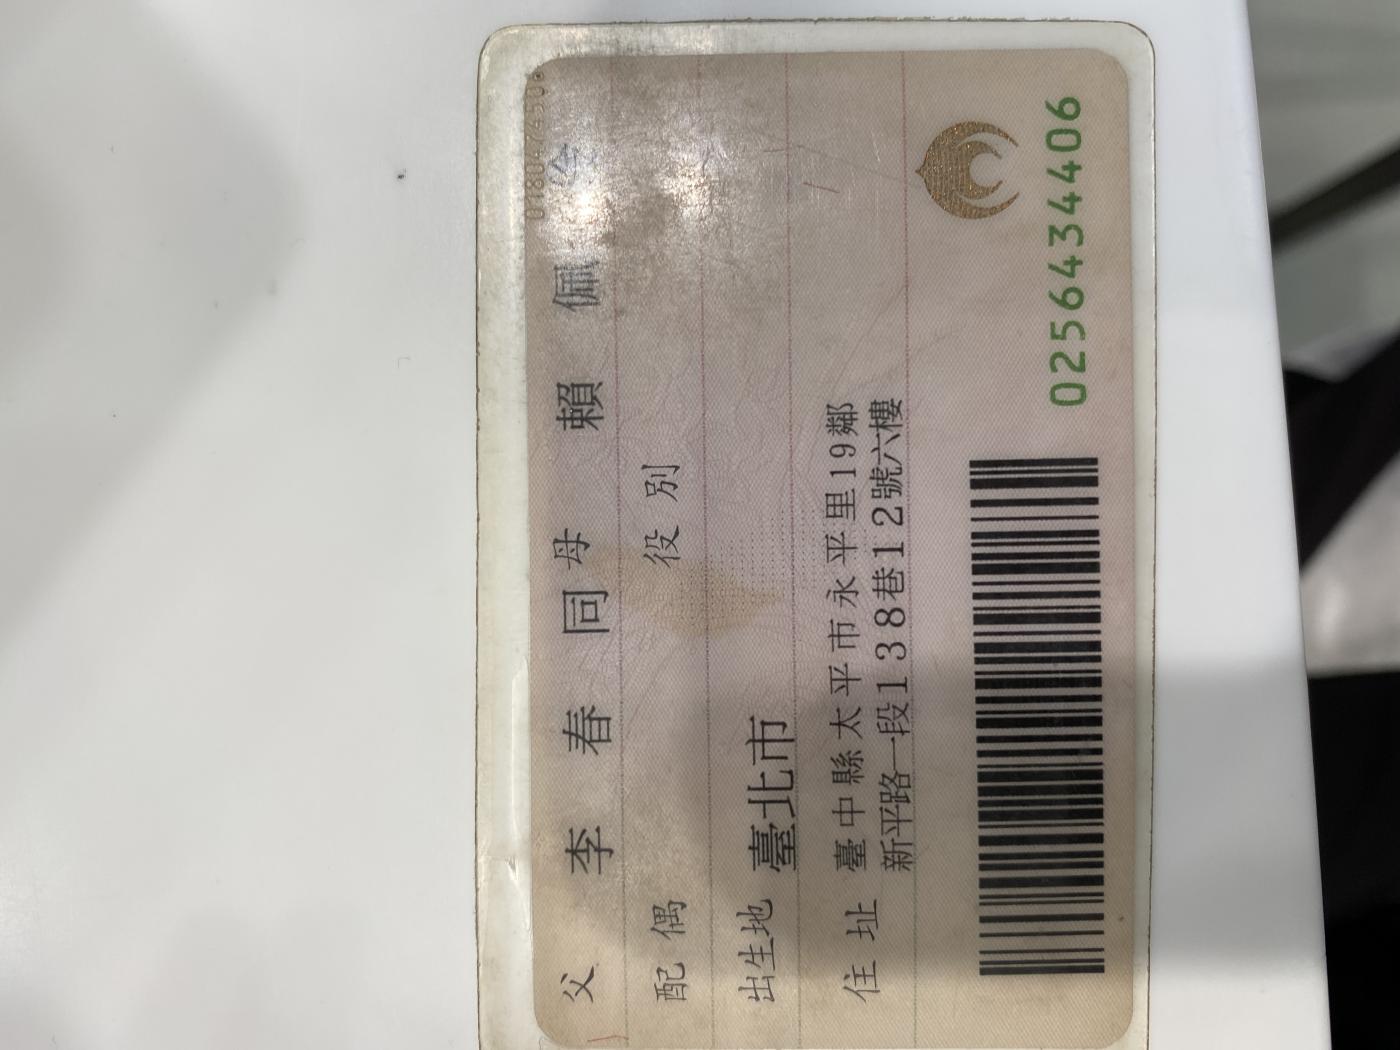 父 李春同 母 賴佩
配偶 役別
出生地 臺北市
住址 臺中縣太平市永平里19鄰
新平路一段138巷12號六樓
0256434406